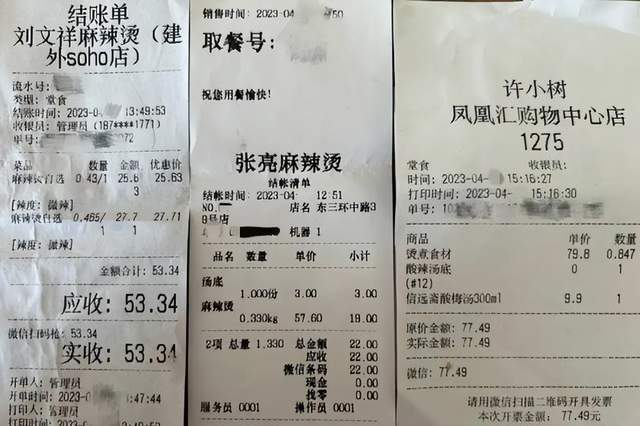 结账单
刘文祥麻辣烫（建
外soho店）
流水号:
类型: 堂食
结账时间: 2023-0 13:49:53
收银员: 管理员 (187****1771)
单号: 072
菜品 数量 金额 优惠价
麻辣烫自选 0.43/1 25.6 25.63
3
[辣度: 微辣]
麻辣烫自选 0.465/ 27.7 27.71
1 1
[辣度: 微辣]
金额合计: 53.34
应收: 53.34
微信扫码枪: 53.34
实收: 53.34
开单人: 管理员
开单时间: 2023-0 :47:44
打印人: 管理员
打印时间: 2023-0 13:49:53
销售时间: 2023-04 :50
取餐号:
祝您用餐愉快!
张亮麻辣烫
结帐清单
结帐时间: 2023-04- 12:51
NO. 店名 东三环中路3
9号店
机器 1
品名 数量 单价 小计
汤底
1.000份 3.00 3.00
麻辣烫
0.330kg 57.60 19.00
2项 总量 1.330 总金额 22.00
应收 22.00
微信条码 22.00
现金 0.00
找零 0.00
服务员 0001 操作员 0001
许小树
凤凰汇购物中心店
1275
堂食 收银员:
时间: 2023-04- 15:16:27
打印时间: 2023-04- 15:16:30
单号: 10
商品 单价 数量
烫煮食材 79.8 0.847
酸辣汤底 0 1
(#12)
信远斋酸梅汤300ml 9.9 1
原价金额: 77.49
实际金额: 77.49
微信: 77.49
请用微信扫描二维码开具发票
本次开票金额: 77.49元